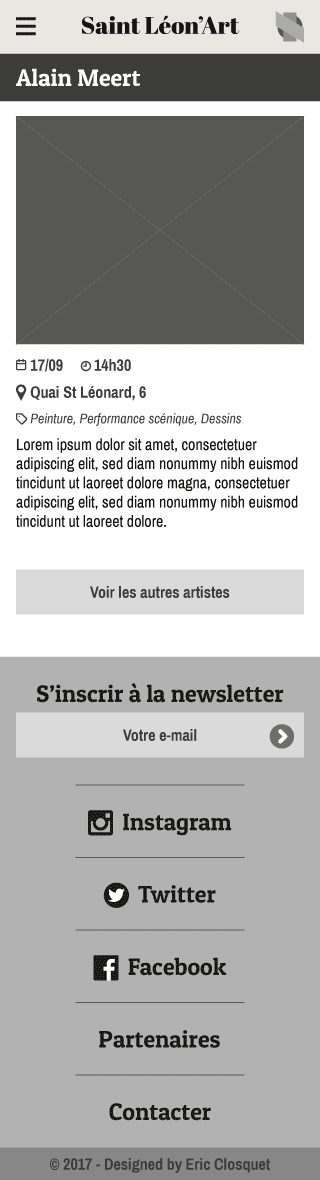 Saint Léon’Art
Alain Meert
17/09 14h30
Quai St Léonard, 6
Peinture, Performance scénique, Dessins
Lorem ipsum dolor sit amet, consectetuer
adipiscing elit, sed diam nonummy nibh euismod
tincidunt ut laoreet dolore magna, consectetuer
adipiscing elit, sed diam nonummy nibh euismod
tincidunt ut laoreet dolore.
Voir les autres artistes
S’inscrir à la newsletter
Votre e-mail
Instagram
Twitter
Facebook
Partenaires
Contacter
© 2017 - Designed by Eric Closquet